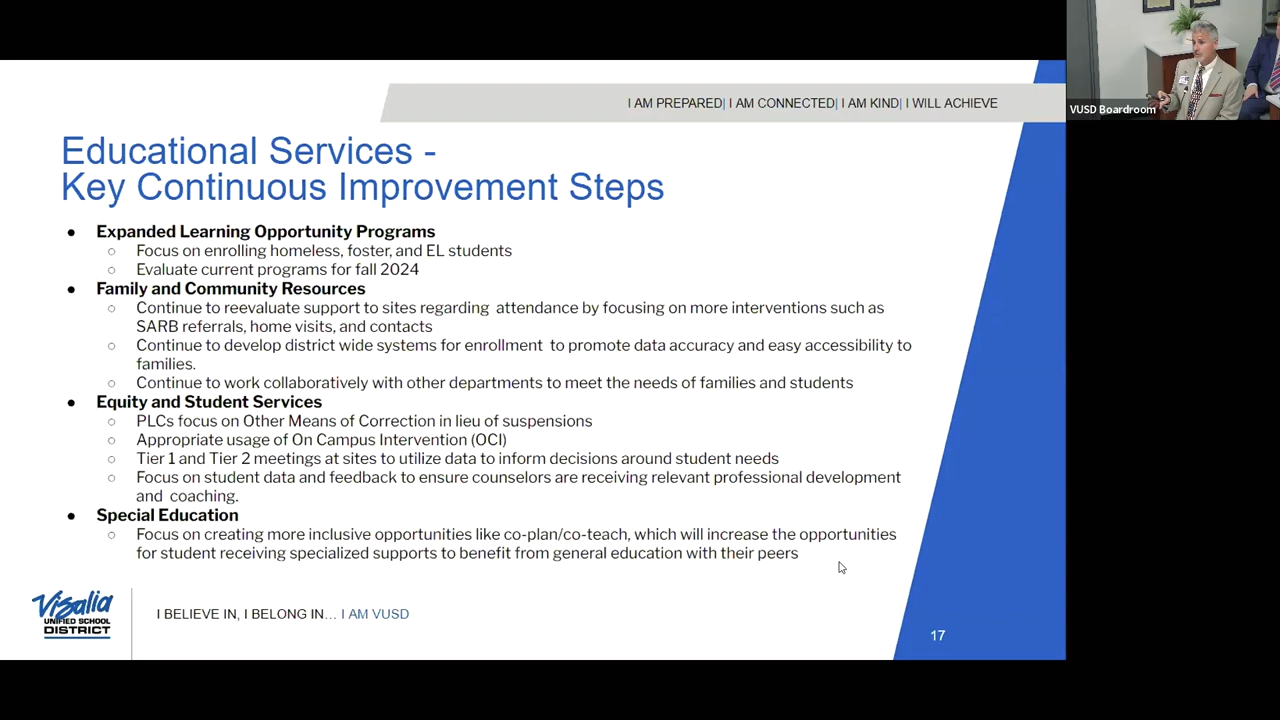 I AM PREPARED| I AM CONNECTED| I AM KIND| I WILL ACHIEVE
VUSD Boardroom
Educational Services -
Key Continuous Improvement Steps
● Expanded Learning Opportunity Programs
○ Focus on enrolling homeless, foster, and EL students
○ Evaluate current programs for fall 2024
● Family and Community Resources
○ Continue to reevaluate support to sites regarding  attendance by focusing on more interventions such as
SARB referrals, home visits, and contacts
○ Continue to develop district wide systems for enrollment  to promote data accuracy and easy accessibility to
families.
○ Continue to work collaboratively with other departments to meet the needs of families and students
● Equity and Student Services
○ PLCs focus on Other Means of Correction in lieu of suspensions
○ Appropriate usage of On Campus Intervention (OCI)
○ Tier 1 and Tier 2 meetings at sites to utilize data to inform decisions around student needs
○ Focus on student data and feedback to ensure counselors are receiving relevant professional development
and  coaching.
● Special Education
○ Focus on creating more inclusive opportunities like co-plan/co-teach, which will increase the opportunities
for student receiving specialized supports to benefit from general education with their peers
Visalia
UNIFIED SCHOOL
DISTRICT
I BELIEVE IN, I BELONG IN... I AM VUSD
17